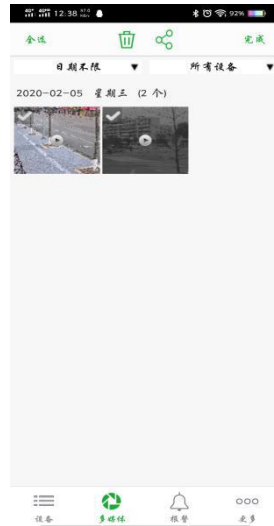 12:38 92%
全选 完成
日期不限 ▼ 所有设备 ▼
2020-02-05 星期三 (2 个)
设备 多媒体 报警 更多